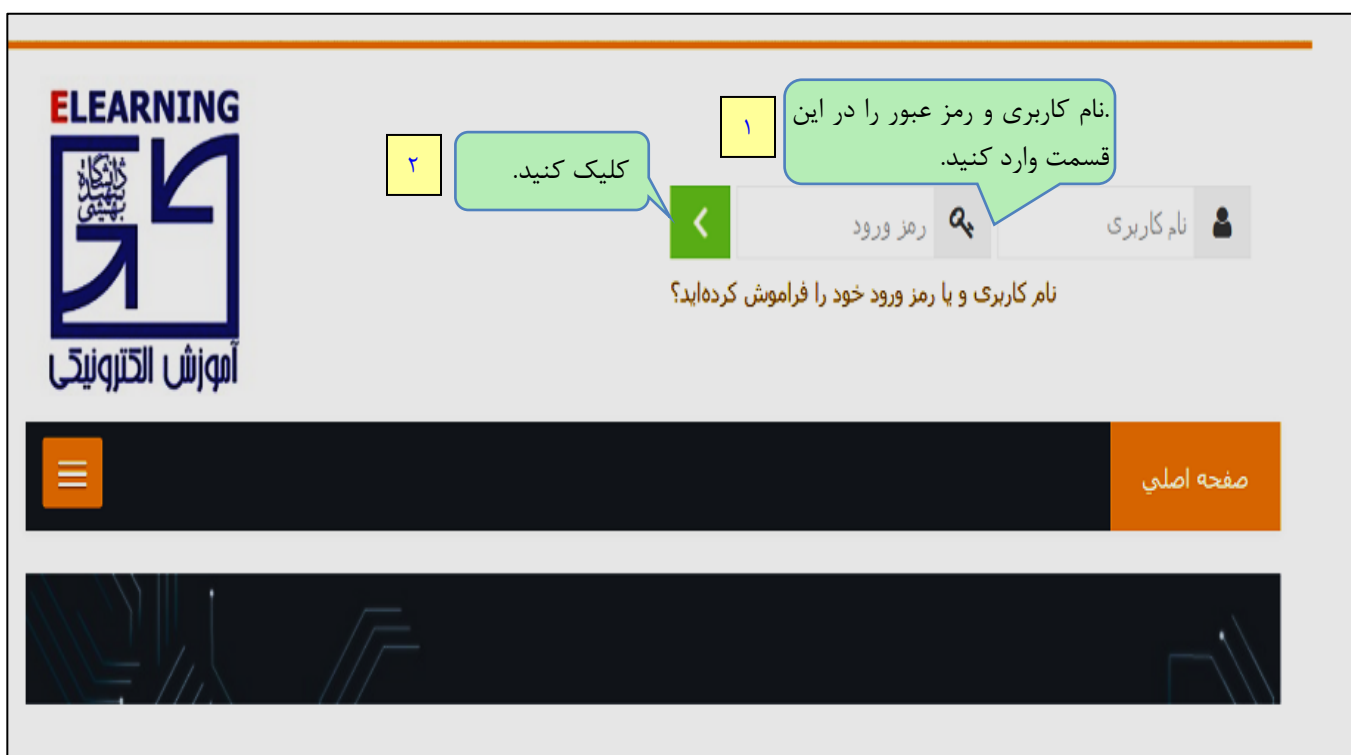 ELEARNING
دانشگاه
شهید
بهشتی
آموزش الکترونیکی
۱
.نام کاربری و رمز عبور را در این
قسمت وارد کنید.
۲
کلیک کنید.
نام کاربری
رمز ورود
نام کاربری و یا رمز ورود خود را فراموش کرده‌اید؟
صفحه اصلي